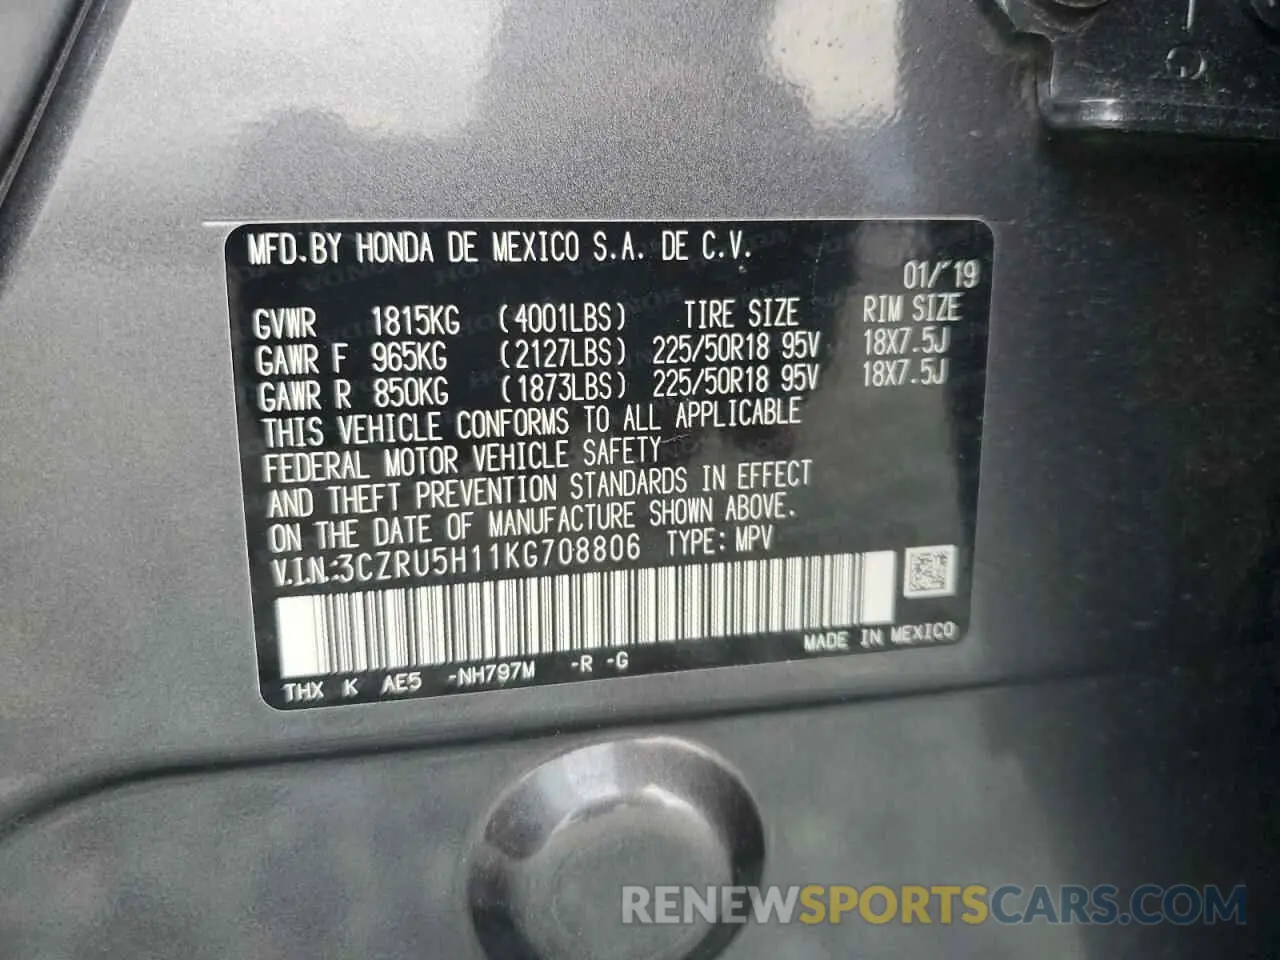 MFD.BY HONDA DE MEXICO S.A. DE C.V.
01/'19
GVWR 1815KG (4001LBS) TIRE SIZE RIM SIZE
GAWR F 965KG (2127LBS) 225/50R18 95V 18X7.5J
GAWR R 850KG (1873LBS) 225/50R18 95V 18X7.5J
THIS VEHICLE CONFORMS TO ALL APPLICABLE
FEDERAL MOTOR VEHICLE SAFETY
AND THEFT PREVENTION STANDARDS IN EFFECT
ON THE DATE OF MANUFACTURE SHOWN ABOVE.
V.I.N:3CZRU5H11KG708806 TYPE: MPV
MADE IN MEXICO
THX K AE5 -NH797M -R -G
RENEWSPORTSCARS.COM